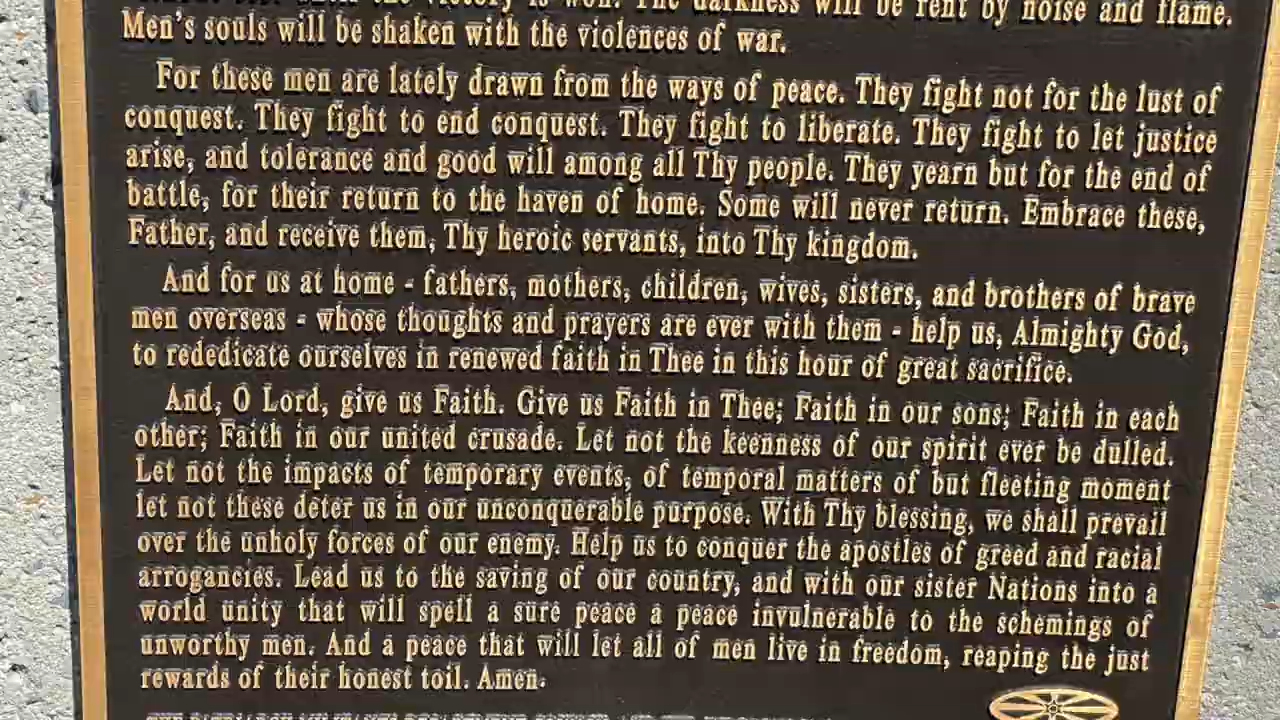 the victory is won. The darkness will be rent by noise and flame.
Men's souls will be shaken with the violences of war.
For these men are lately drawn from the ways of peace. They fight not for the lust of
conquest. They fight to end conquest. They fight to liberate. They fight to let justice
arise, and tolerance and good will among all Thy people. They yearn but for the end of
battle, for their return to the haven of home. Some will never return. Embrace these,
Father, and receive them, Thy heroic servants, into Thy kingdom.
And for us at home - fathers, mothers, children, wives, sisters, and brothers of brave
men overseas - whose thoughts and prayers are ever with them - help us, Almighty God,
to rededicate ourselves in renewed faith in Thee in this hour of great sacrifice.
And, O Lord, give us Faith. Give us Faith in Thee; Faith in our sons; Faith in each
other; Faith in our united crusade. Let not the keenness of our spirit ever be dulled.
Let not the impacts of temporary events, of temporal matters of but fleeting moment
let not these deter us in our unconquerable purpose. With Thy blessing, we shall prevail
over the unholy forces of our enemy. Help us to conquer the apostles of greed and racial
arrogancies. Lead us to the saving of our country, and with our sister Nations into a
world unity that will spell a sure peace a peace invulnerable to the schemings of
unworthy men. And a peace that will let all of men live in freedom, reaping the just
rewards of their honest toil. Amen.